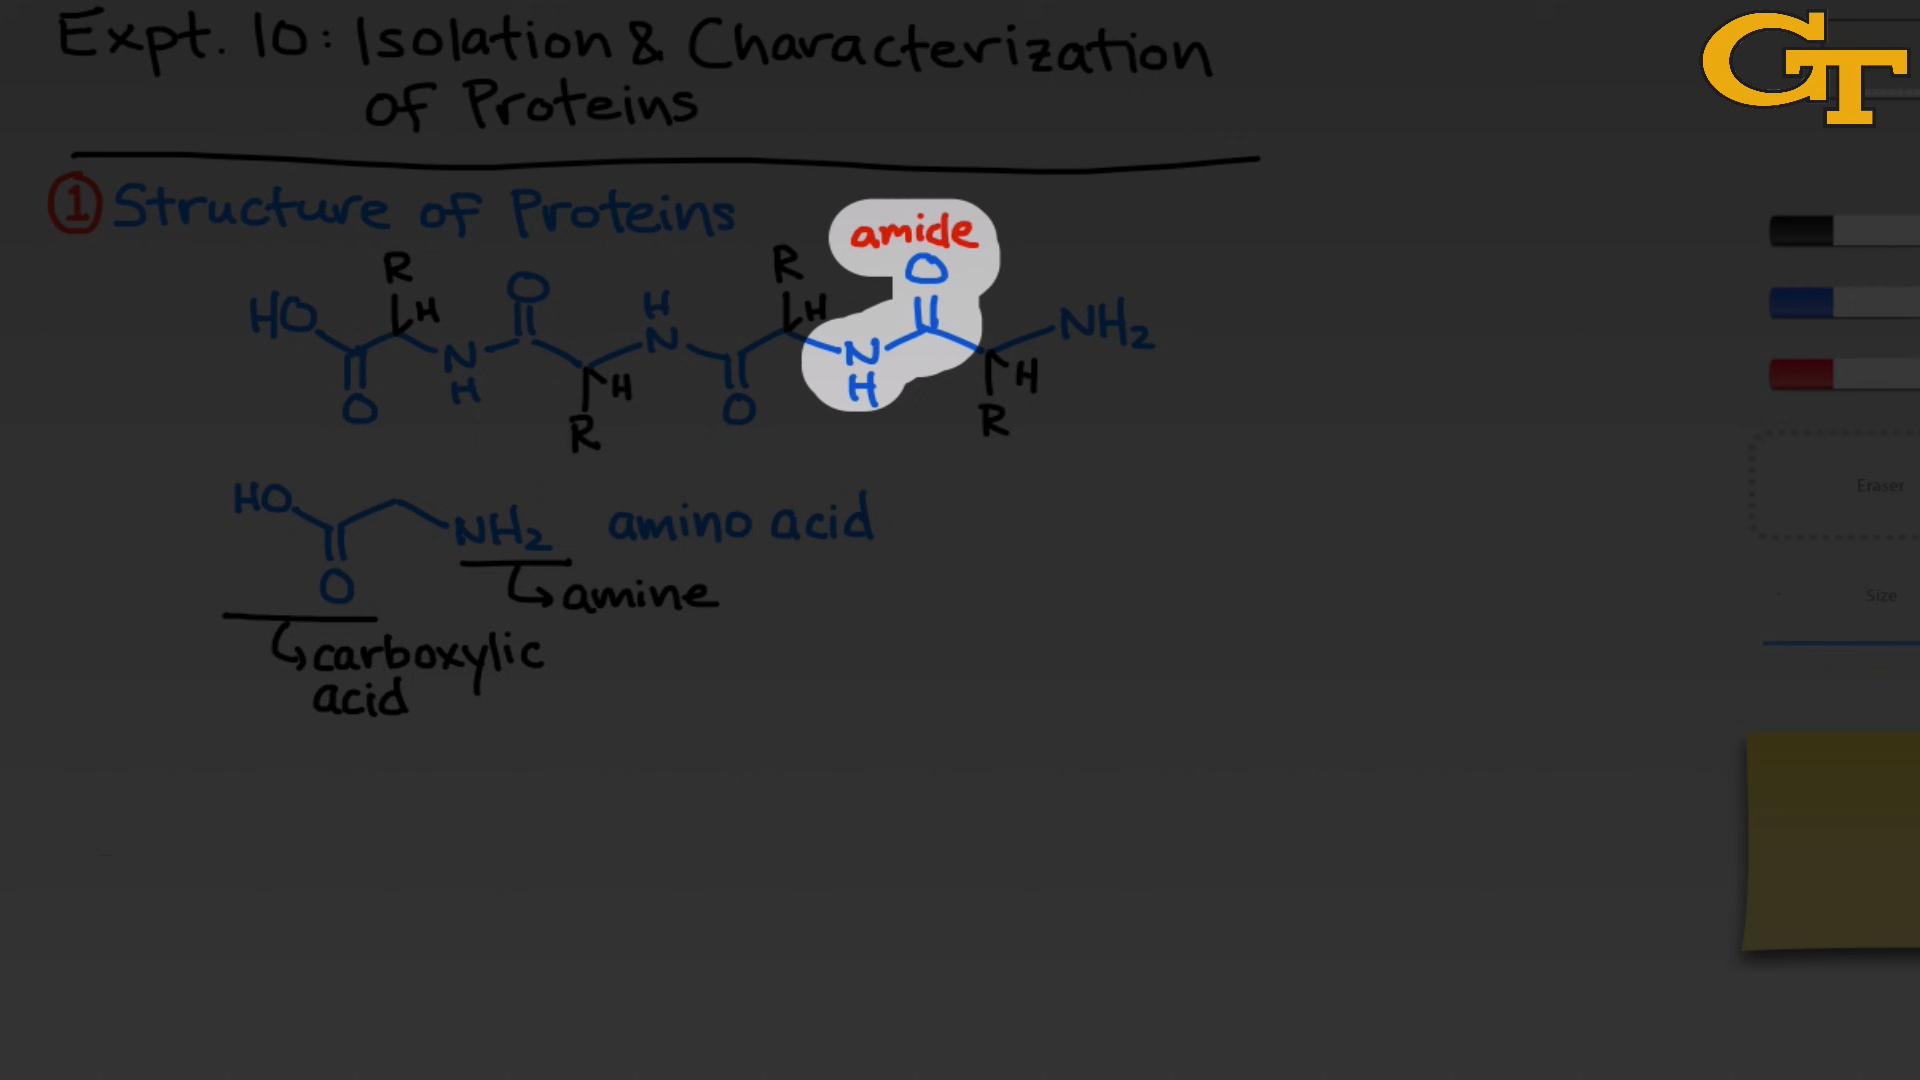 Expt. 10: Isolation & Characterization
of Proteins
GT
① Structure of Proteins
amide
R
R
O
O
HO
H
H
N
H
NH2
N
H
N
H
H
H
O
O
R
R
HO
NH2
amino acid
O
amine
carboxylic
acid
Eraser
Size